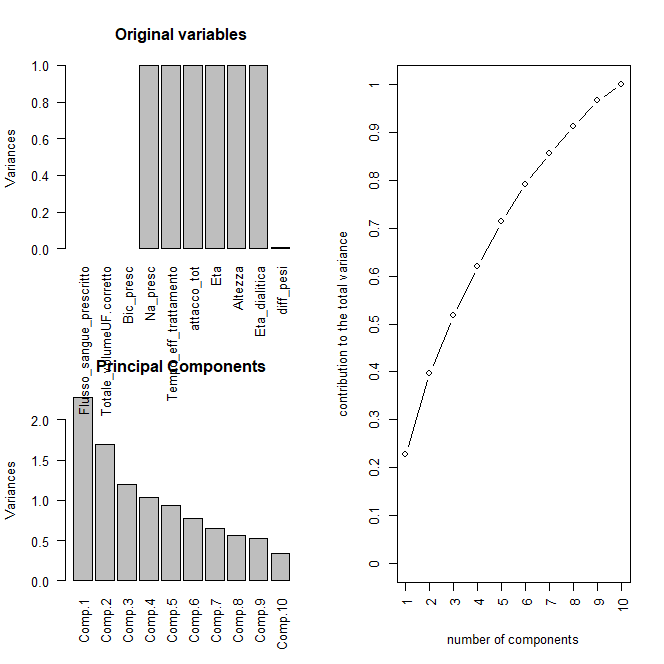 Original variables
Variances
1.0
0.8
0.6
0.4
0.2
0.0
Flusso_sangue_prescritto
Totale_volumeUF.corretto
Bic_presc
Na_presc
Tempo_eff_trattamento
attacco_tot
Eta
Altezza
Eta_dialitica
diff_pesi
Principal Components
Variances
2.0
1.5
1.0
0.5
0.0
Comp.1
Comp.2
Comp.3
Comp.4
Comp.5
Comp.6
Comp.7
Comp.8
Comp.9
Comp.10
contribution to the total variance
1
0.9
0.8
0.7
0.6
0.5
0.4
0.3
0.2
0.1
0
1 2 3 4 5 6 7 8 9 10
number of components